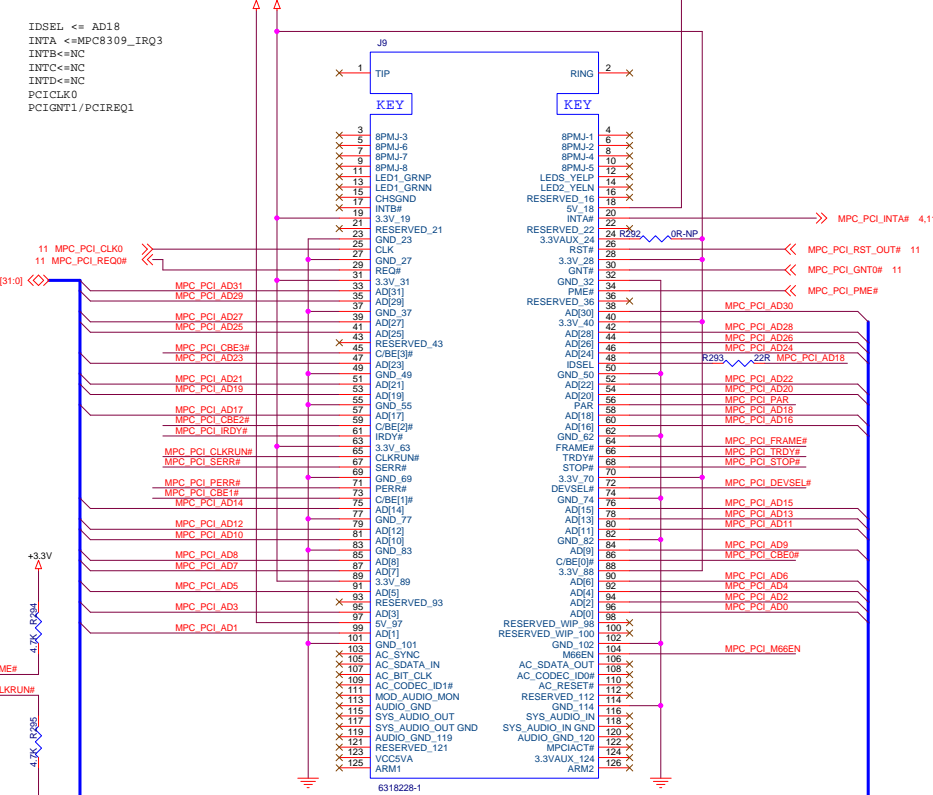 IDSEL <= AD18
INTA <=MPC8309_IRQ3
INTB<=NC
INTC<=NC
INTD<=NC
PCICLK0
PCIGNT1/PCIREQ1
J9
1 TIP RING 2
KEY KEY
3 8PMJ-3 8PMJ-1 4
5 8PMJ-6 8PMJ-2 6
7 8PMJ-7 8PMJ-4 8
9 8PMJ-8 8PMJ-5 10
11 LED1_GRNP LEDS_YELP 12
13 LED1_GRNN LED2_YELN 14
15 CHSGND RESERVED_16 16
17 INTB# 5V_18 18
19 3.3V_19 INTA# 20 MPC_PCI_INTA# 4,1
21 RESERVED_21 RESERVED_22 22
23 GND_23 3.3VAUX_24 24 R292 0R-NP
11 MPC_PCI_CLK0 25 CLK RST# 26 MPC_PCI_RST_OUT# 11
27 GND_27 3.3V_28 28
11 MPC_PCI_REQ0# 29 REQ# GNT# 30 MPC_PCI_GNT0# 11
[31:0] 31 3.3V_31 GND_32 32
MPC_PCI_AD31 33 AD[31] PME# 34 MPC_PCI_PME#
MPC_PCI_AD29 35 AD[29] RESERVED_36 36
37 GND_37 AD[30] 38 MPC_PCI_AD30
MPC_PCI_AD27 39 AD[27] 3.3V_40 40
MPC_PCI_AD25 41 AD[25] AD[28] 42 MPC_PCI_AD28
43 RESERVED_43 AD[26] 44 MPC_PCI_AD26
MPC_PCI_CBE3# 45 C/BE[3]# AD[24] 46 MPC_PCI_AD24
MPC_PCI_AD23 47 AD[23] IDSEL 48 R293 22R MPC_PCI_AD18
49 GND_49 GND_50 50
MPC_PCI_AD21 51 AD[21] AD[22] 52 MPC_PCI_AD22
MPC_PCI_AD19 53 AD[19] AD[20] 54 MPC_PCI_AD20
55 GND_55 PAR 56 MPC_PCI_PAR
MPC_PCI_AD17 57 AD[17] AD[18] 58 MPC_PCI_AD18
MPC_PCI_CBE2# 59 C/BE[2]# AD[16] 60 MPC_PCI_AD16
MPC_PCI_IRDY# 61 IRDY# GND_62 62
63 3.3V_63 FRAME# 64 MPC_PCI_FRAME#
MPC_PCI_CLKRUN# 65 CLKRUN# TRDY# 66 MPC_PCI_TRDY#
MPC_PCI_SERR# 67 SERR# STOP# 68 MPC_PCI_STOP#
69 GND_69 3.3V_70 70
MPC_PCI_PERR# 71 PERR# DEVSEL# 72 MPC_PCI_DEVSEL#
MPC_PCI_CBE1# 73 C/BE[1]# GND_74 74
MPC_PCI_AD14 75 AD[14] AD[15] 76 MPC_PCI_AD15
77 GND_77 AD[13] 78 MPC_PCI_AD13
MPC_PCI_AD12 79 AD[12] AD[11] 80 MPC_PCI_AD11
MPC_PCI_AD10 81 AD[10] GND_82 82
83 GND_83 AD[9] 84 MPC_PCI_AD9
+3.3V MPC_PCI_AD8 85 AD[8] C/BE[0]# 86 MPC_PCI_CBE0#
MPC_PCI_AD7 87 AD[7] 3.3V_88 88
89 3.3V_89 AD[6] 90 MPC_PCI_AD6
MPC_PCI_AD5 91 AD[5] AD[4] 92 MPC_PCI_AD4
93 RESERVED_93 AD[2] 94 MPC_PCI_AD2
MPC_PCI_AD3 95 AD[3] AD[0] 96 MPC_PCI_AD0
97 5V_97 RESERVED_WIP_98 98
MPC_PCI_AD1 99 AD[1] RESERVED_WIP_100 100
4.7K R294
101 GND_101 GND_102 102
103 AC_SYNC M66EN 104 MPC_PCI_M66EN
105 AC_SDATA_IN AC_SDATA_OUT 106
ME# 107 AC_BIT_CLK AC_CODEC_ID0# 108
109 AC_CODEC_ID1# AC_RESET# 110
LKRUN# 111 MOD_AUDIO_MON RESERVED_112 112
113 AUDIO_GND GND_114 114
115 SYS_AUDIO_OUT SYS_AUDIO_IN 116
117 SYS_AUDIO_OUT GND SYS_AUDIO_IN GND 118
119 AUDIO_GND_119 AUDIO_GND_120 120
121 RESERVED_121 MPCIACT# 122
123 VCC5VA 3.3VAUX_124 124
125 ARM1 ARM2 126
4.7K R295
6318228-1